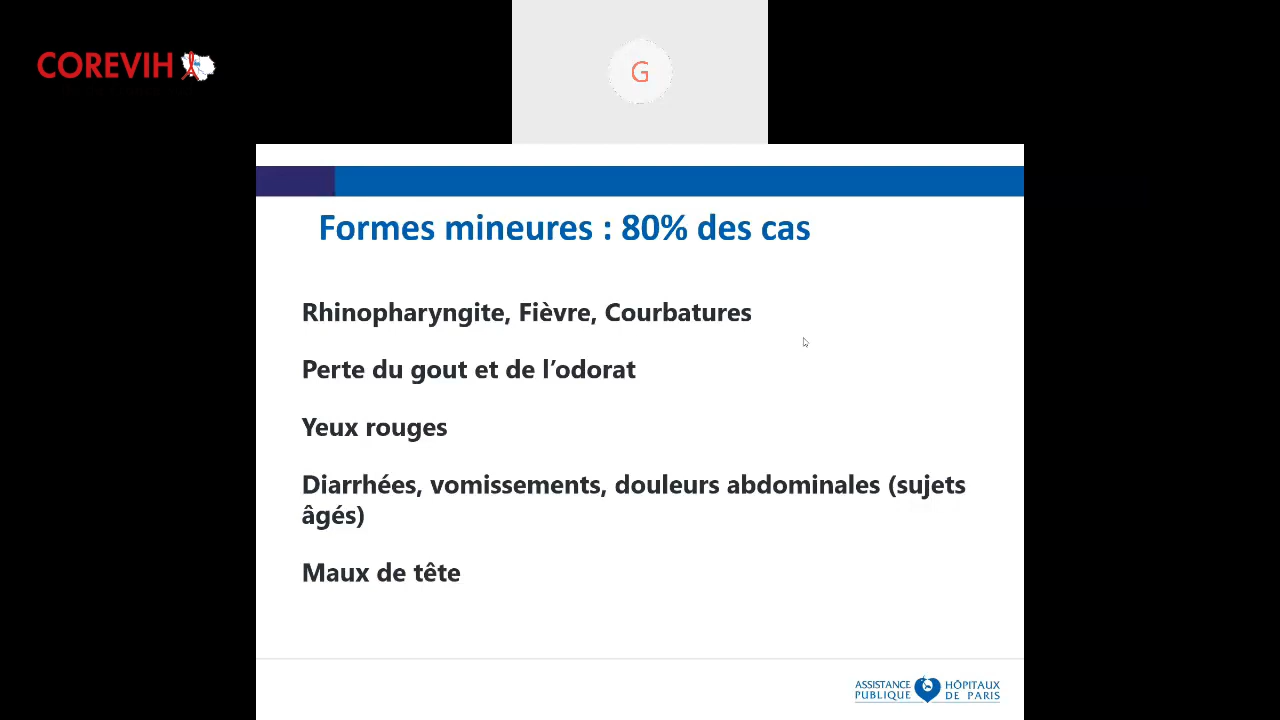 COREVIH
G
Formes mineures : 80% des cas
Rhinopharyngite, Fièvre, Courbatures
Perte du gout et de l’odorat
Yeux rouges
Diarrhées, vomissements, douleurs abdominales (sujets
âgés)
Maux de tête
ASSISTANCE HÔPITAUX
PUBLIQUE DE PARIS